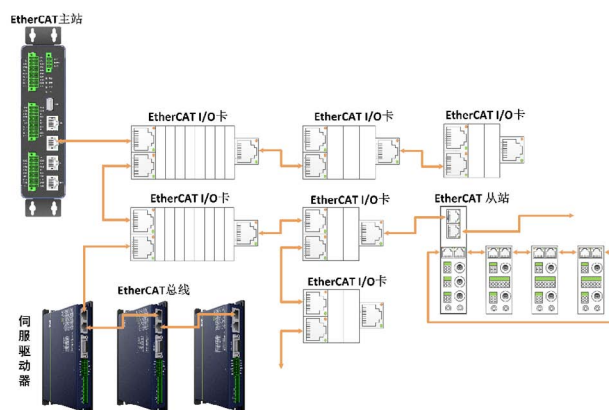 EtherCAT主站
EtherCAT I/O卡
EtherCAT I/O卡
EtherCAT I/O卡
EtherCAT I/O卡
EtherCAT I/O卡
EtherCAT 从站
EtherCAT I/O卡
EtherCAT总线
伺服驱动器